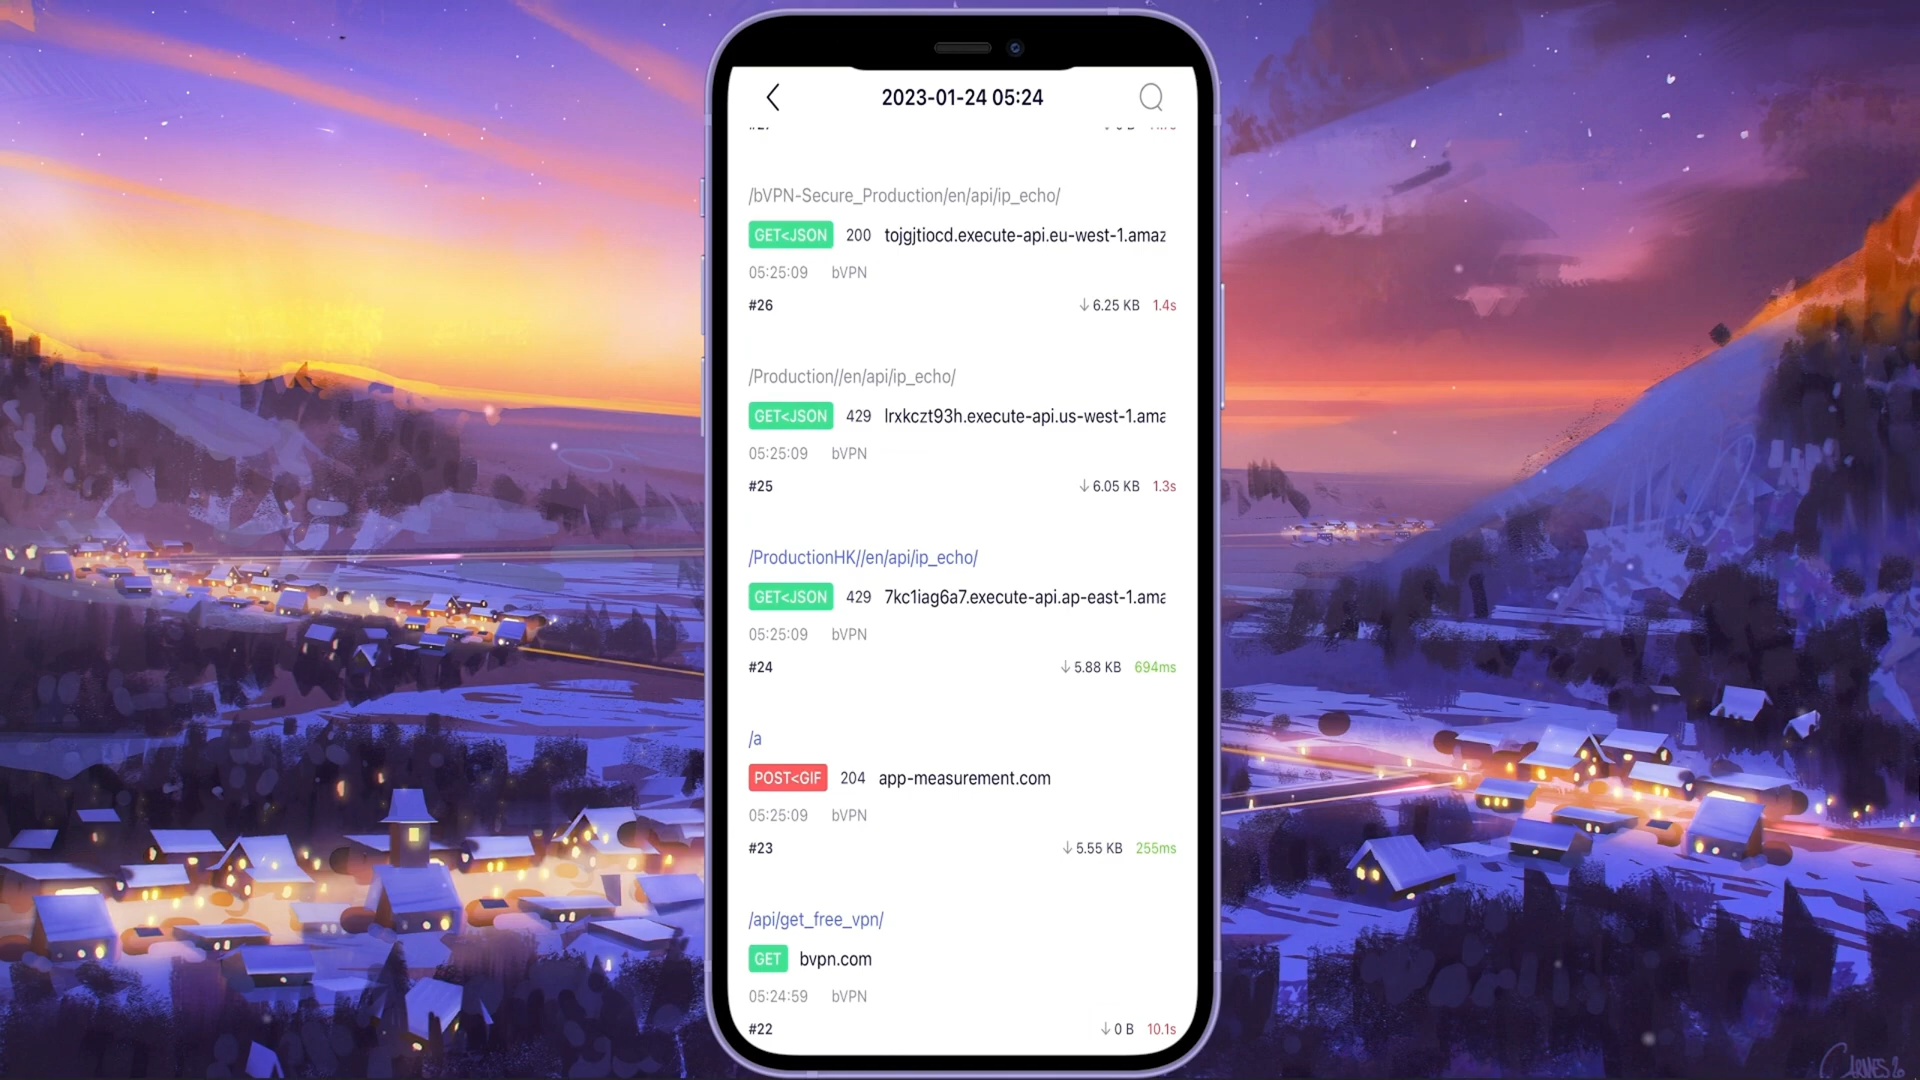 2023-01-24 05:24
/bVPN-Secure_Production/en/api/ip_echo/
GET<JSON 200 tojgjtiocd.execute-api.eu-west-1.amaz
05:25:09 bVPN
#26 ↓ 6.25 KB 1.4s
/Production//en/api/ip_echo/
GET<JSON 429 lrxkczt93h.execute-api.us-west-1.ama
05:25:09 bVPN
#25 ↓ 6.05 KB 1.3s
/ProductionHK//en/api/ip_echo/
GET<JSON 429 7kc1iag6a7.execute-api.ap-east-1.ama
05:25:09 bVPN
#24 ↓ 5.88 KB 694ms
/a
POST<GIF 204 app-measurement.com
05:25:09 bVPN
#23 ↓ 5.55 KB 255ms
/api/get_free_vpn/
GET bvpn.com
05:24:59 bVPN
#22 ↓ 0 B 10.1s